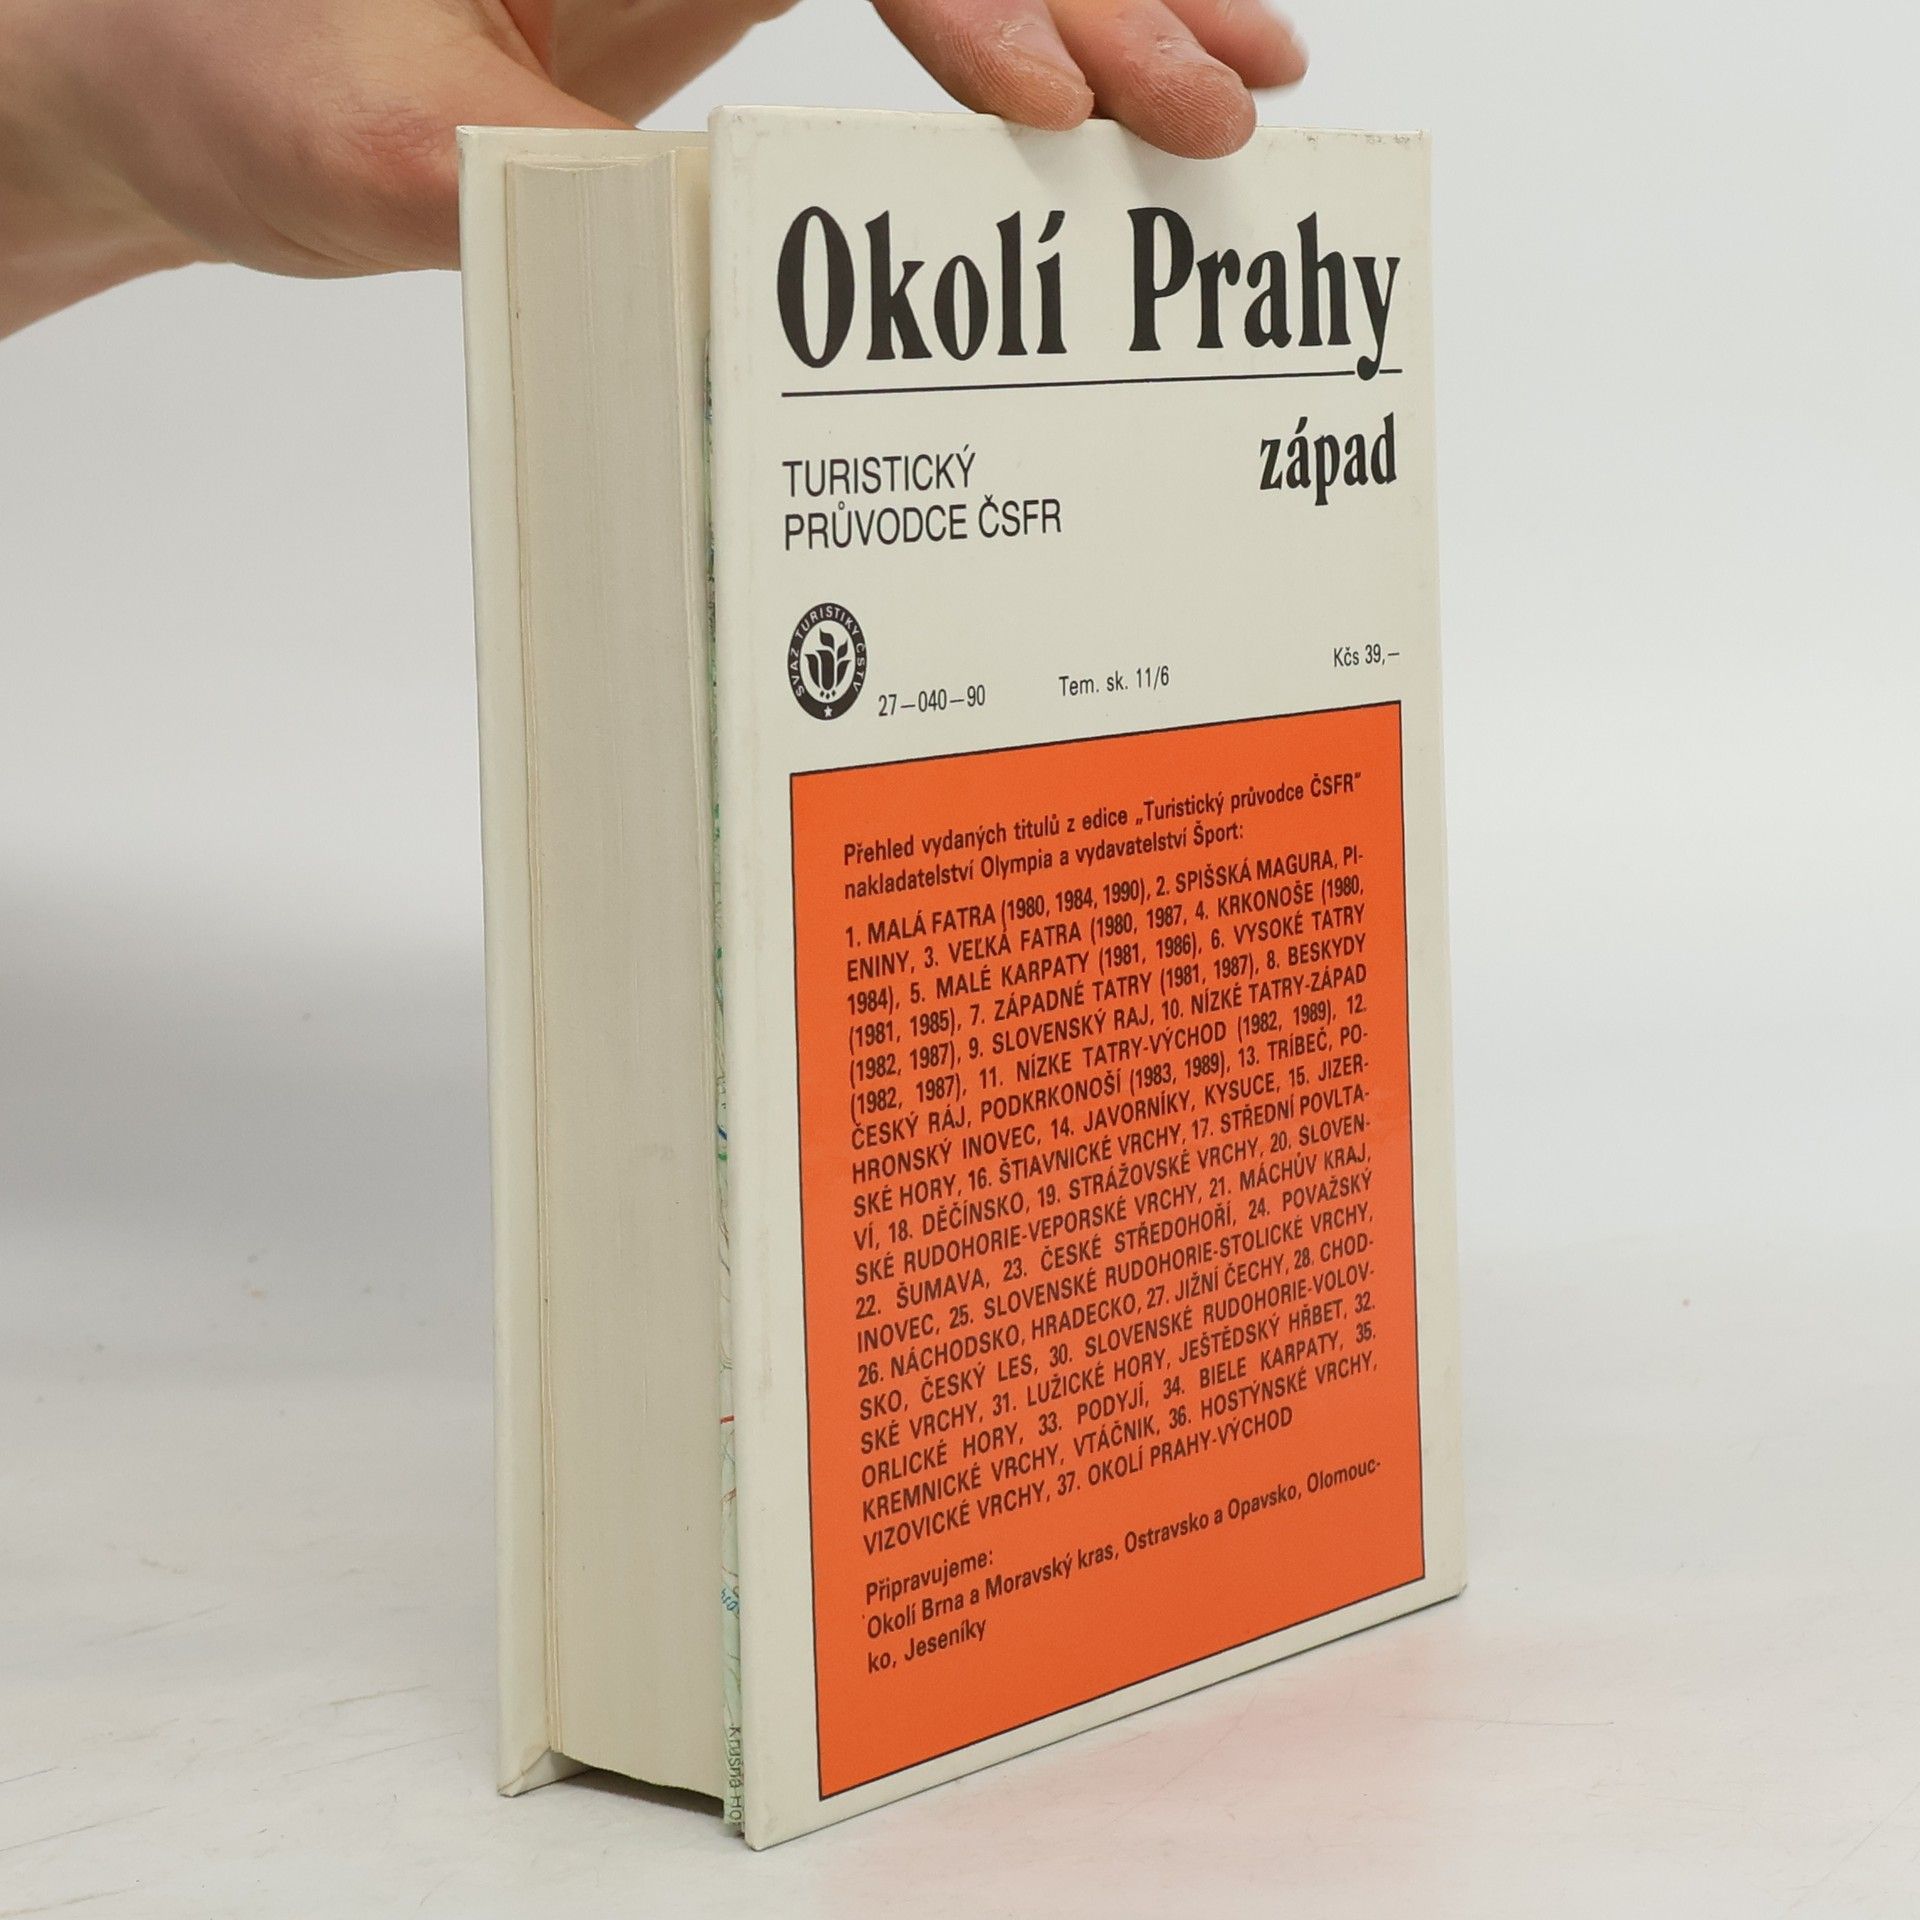 Okolí Prahy
západ
TURISTICKÝ
PRŮVODCE ČSFR
SVAZ TURISTIKY ČSTV
27–040–90 Tem. sk. 11/6 Kčs 39,–
Přehled vydaných titulů z edice „Turistický průvodce ČSFR"
nakladatelství Olympia a vydavatelství Šport:
1. MALÁ FATRA (1980, 1984, 1990), 2. SPIŠSKÁ MAGURA, PI-
ENINY, 3. VEĽKÁ FATRA (1980, 1987, 4. KRKONOŠE (1980,
1984), 5. MALÉ KARPATY (1981, 1986), 6. VYSOKÉ TATRY
(1981, 1985), 7. ZÁPADNÉ TATRY (1981, 1987), 8. BESKYDY
(1982, 1987), 9. SLOVENSKÝ RAJ, 10. NÍZKÉ TATRY-ZÁPAD
(1982, 1987), 11. NÍZKE TATRY-VÝCHOD (1982, 1989), 12.
ČESKÝ RÁJ, PODKRKONOŠÍ (1983, 1989), 13. TRÍBEČ, PO-
HRONSKÝ INOVEC, 14. JAVORNÍKY, KYSUCE, 15. JIZER-
SKÉ HORY, 16. ŠTIAVNICKÉ VRCHY, 17. STŘEDNÍ POVLTA-
VÍ, 18. DĚČÍNSKO, 19. STRÁŽOVSKÉ VRCHY, 20. SLOVEN-
SKÉ RUDOHORIE-VEPORSKÉ VRCHY, 21. MÁCHŮV KRAJ,
22. ŠUMAVA, 23. ČESKÉ STŘEDOHOŘÍ, 24. POVAŽSKÝ
INOVEC, 25. SLOVENSKÉ RUDOHORIE-STOLICKÉ VRCHY,
26. NÁCHODSKO, HRADECKO, 27. JIŽNÍ ČECHY, 28. CHOD-
SKO, ČESKÝ LES, 30. SLOVENSKÉ RUDOHORIE-VOLOV-
SKÉ VRCHY, 31. LUŽICKÉ HORY, JEŠTĚDSKÝ HŘBET, 32.
ORLICKÉ HORY, 33. PODYJÍ, 34. BIELE KARPATY, 35.
KREMNICKÉ VRCHY, VTÁČNIK, 36. HOSTÝNSKÉ VRCHY,
VIZOVICKÉ VRCHY, 37. OKOLÍ PRAHY-VÝCHOD
Připravujeme:
Okolí Brna a Moravský kras, Ostravsko a Opavsko, Olomouc-
ko, Jeseníky